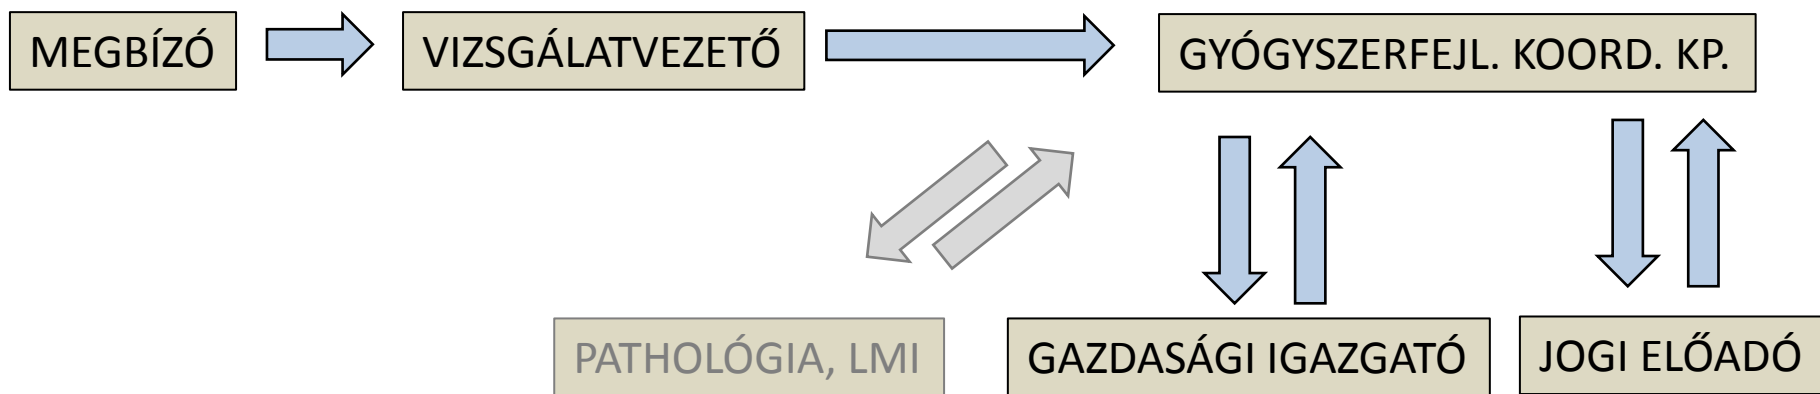 MEGBÍZÓ
VIZSGÁLATVEZETŐ
GYÓGYSZERFEJL. KOORD. KP.
PATHOLÓGIA, LMI
GAZDASÁGI IGAZGATÓ
JOGI ELŐADÓ